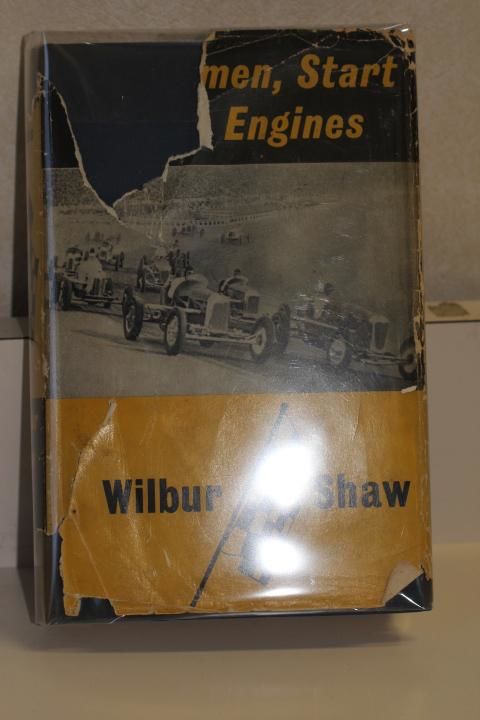 men, Start
Engines
Wilbur Shaw